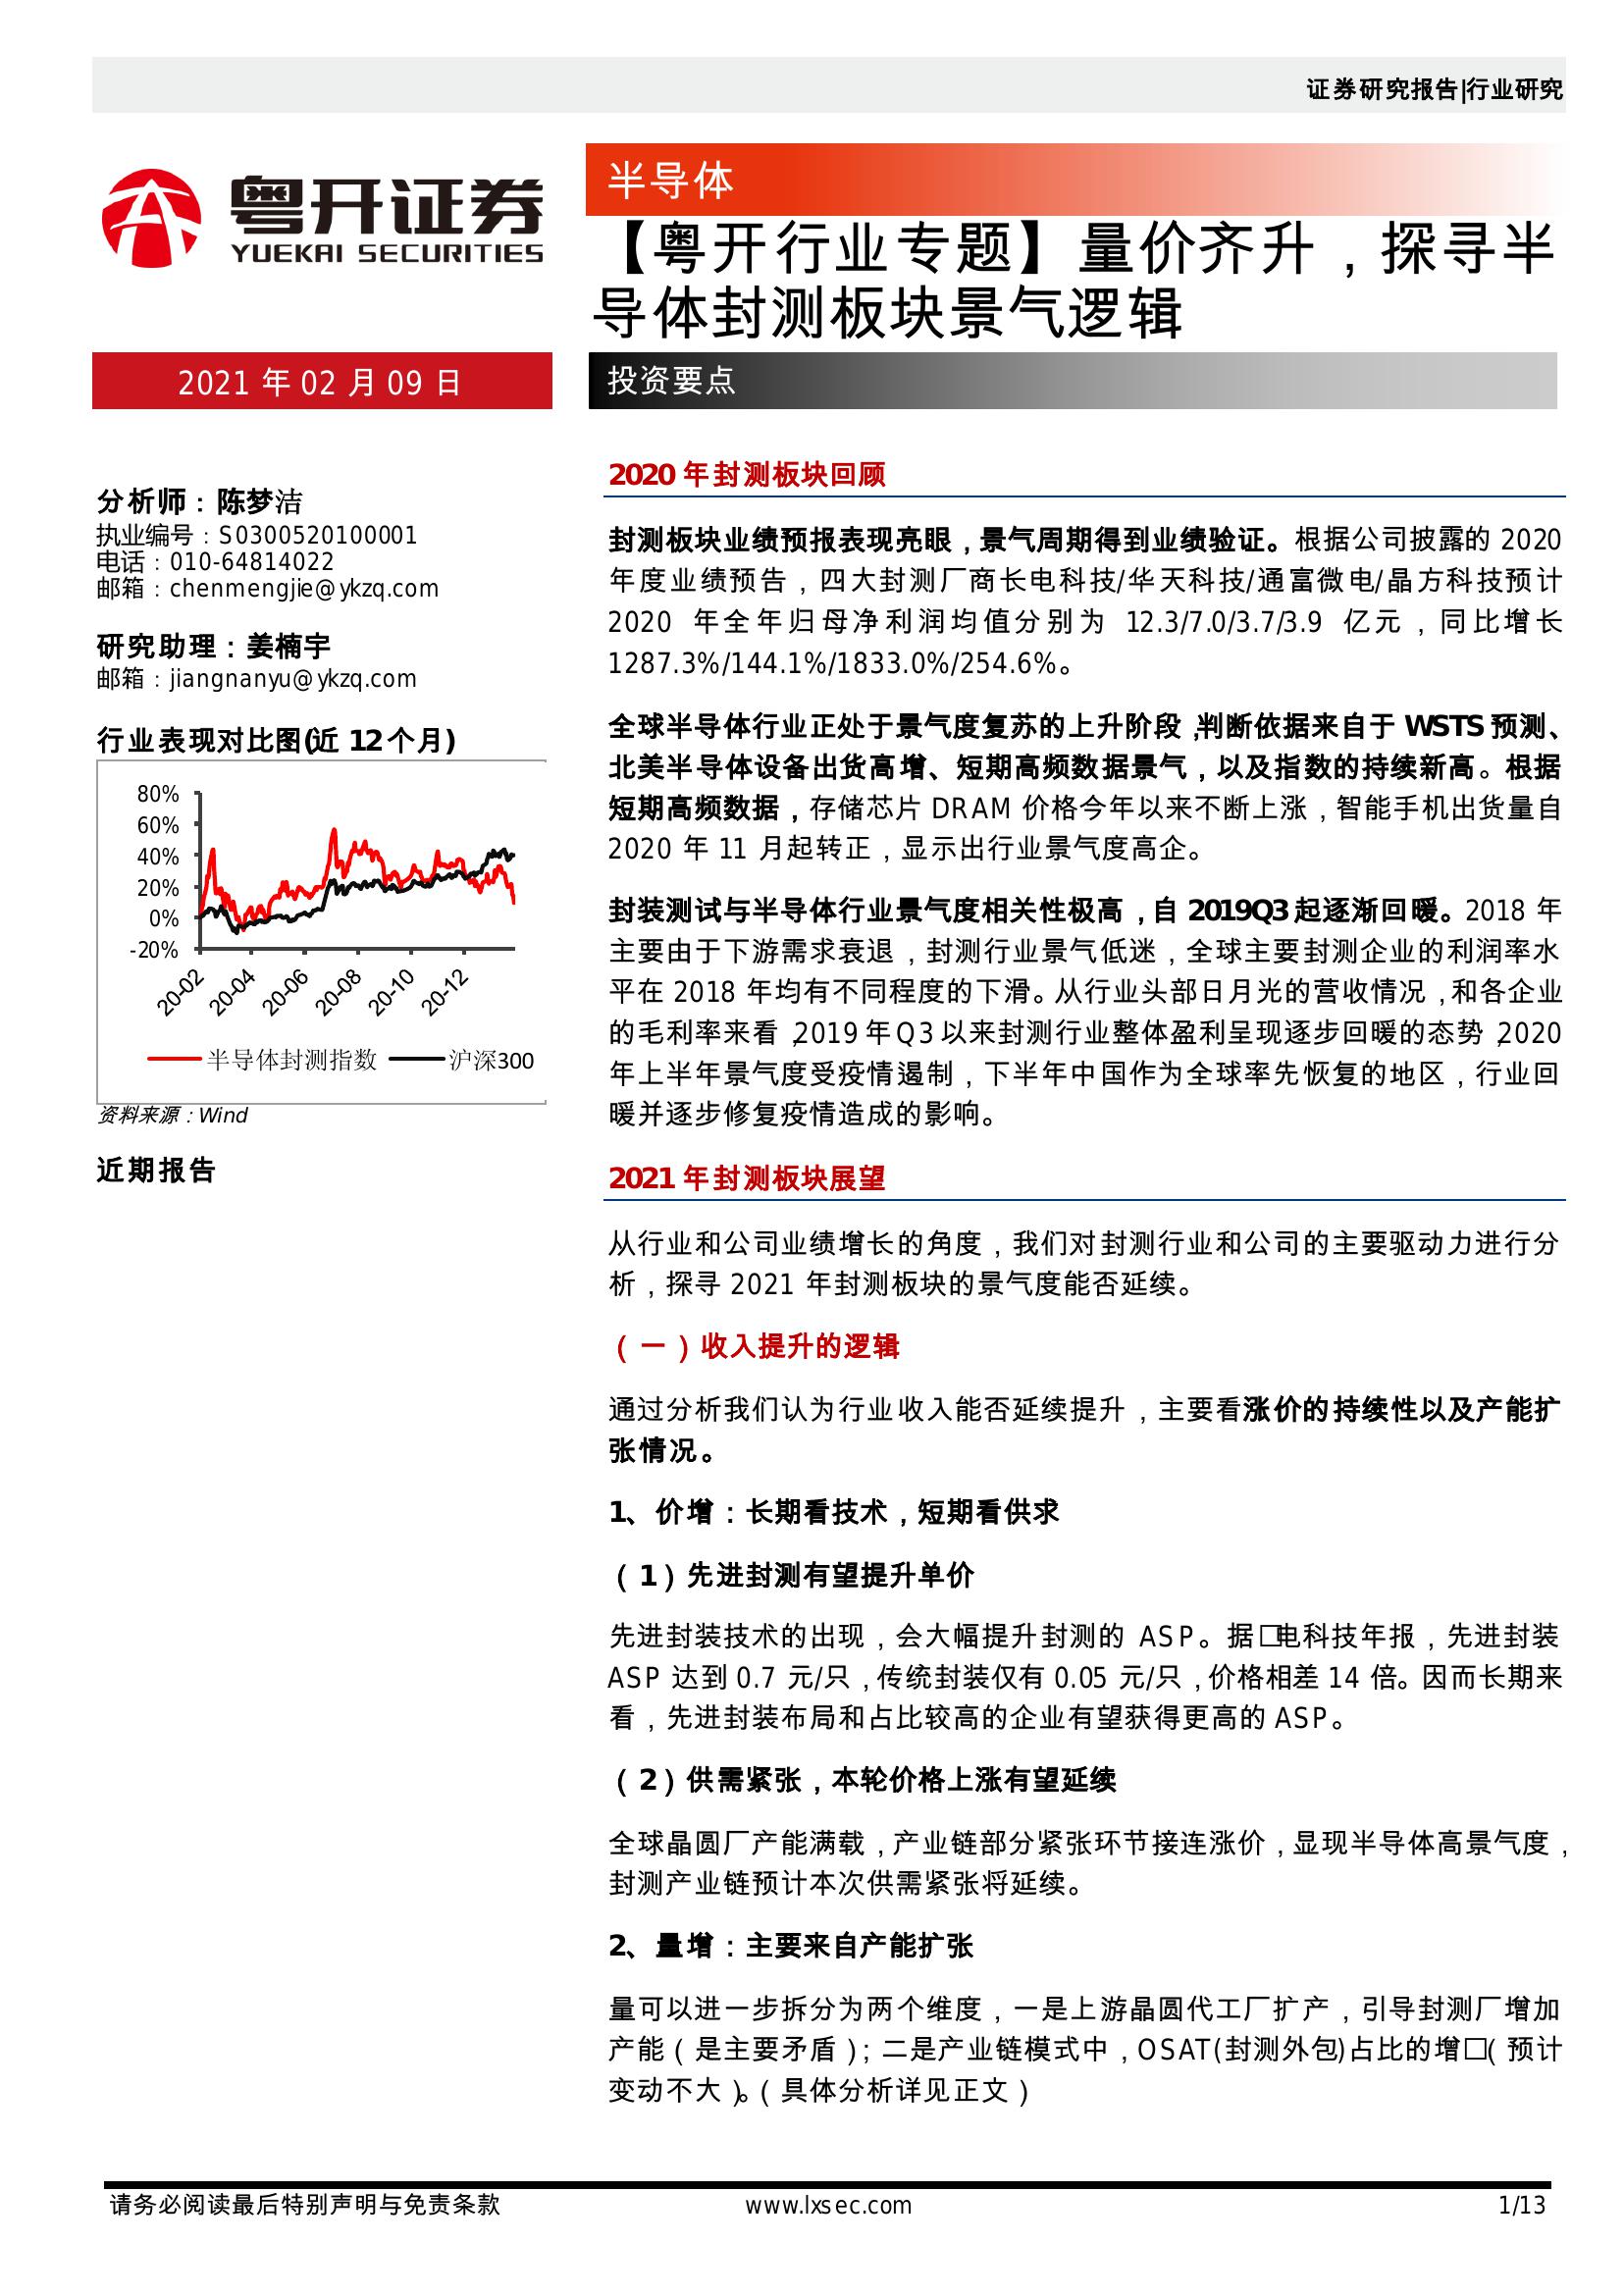 证券研究报告|行业研究
粤开证券
YUEKAI SECURITIES
半导体
【粤开行业专题】量价齐升，探寻半
导体封测板块景气逻辑
2021 年 02 月 09 日
投资要点
分析师：陈梦洁
执业编号：S0300520100001
电话：010-64814022
邮箱：chenmengjie@ykzq.com
研究助理：姜楠宇
邮箱：jiangnanyu@ykzq.com
行业表现对比图(近 12 个月)
80%
60%
40%
20%
0%
-20%
20-02
20-04
20-06
20-08
20-10
20-12
半导体封测指数
沪深300
资料来源：Wind
近期报告
2020 年封测板块回顾
封测板块业绩预报表现亮眼，景气周期得到业绩验证。根据公司披露的 2020
年度业绩预告，四大封测厂商长电科技/华天科技/通富微电/晶方科技预计
2020 年全年归母净利润均值分别为 12.3/7.0/3.7/3.9 亿元，同比增长
1287.3%/144.1%/1833.0%/254.6%。
全球半导体行业正处于景气度复苏的上升阶段，判断依据来自于 WSTS 预测、
北美半导体设备出货高增、短期高频数据景气，以及指数的持续新高。根据
短期高频数据，存储芯片 DRAM 价格今年以来不断上涨，智能手机出货量自
2020 年 11 月起转正，显示出行业景气度高企。
封装测试与半导体行业景气度相关性极高，自 2019Q3 起逐渐回暖。2018 年
主要由于下游需求衰退，封测行业景气低迷，全球主要封测企业的利润率水
平在 2018 年均有不同程度的下滑。从行业头部日月光的营收情况，和各企业
的毛利率来看，2019 年 Q3 以来封测行业整体盈利呈现逐步回暖的态势，2020
年上半年景气度受疫情遏制，下半年中国作为全球率先恢复的地区，行业回
暖并逐步修复疫情造成的影响。
2021 年封测板块展望
从行业和公司业绩增长的角度，我们对封测行业和公司的主要驱动力进行分
析，探寻 2021 年封测板块的景气度能否延续。
（一）收入提升的逻辑
通过分析我们认为行业收入能否延续提升，主要看涨价的持续性以及产能扩
张情况。
1、价增：长期看技术，短期看供求
（1）先进封测有望提升单价
先进封装技术的出现，会大幅提升封测的 ASP。据□电科技年报，先进封装
ASP 达到 0.7 元/只，传统封装仅有 0.05 元/只，价格相差 14 倍。因而长期来
看，先进封装布局和占比较高的企业有望获得更高的 ASP。
（2）供需紧张，本轮价格上涨有望延续
全球晶圆厂产能满载，产业链部分紧张环节接连涨价，显现半导体高景气度，
封测产业链预计本次供需紧张将延续。
2、量增：主要来自产能扩张
量可以进一步拆分为两个维度，一是上游晶圆代工厂扩产，引导封测厂增加
产能（是主要矛盾）；二是产业链模式中，OSAT(封测外包)占比的增□（预计
变动不大）。（具体分析详见正文）
请务必阅读最后特别声明与免责条款
www.lxsec.com
1/13